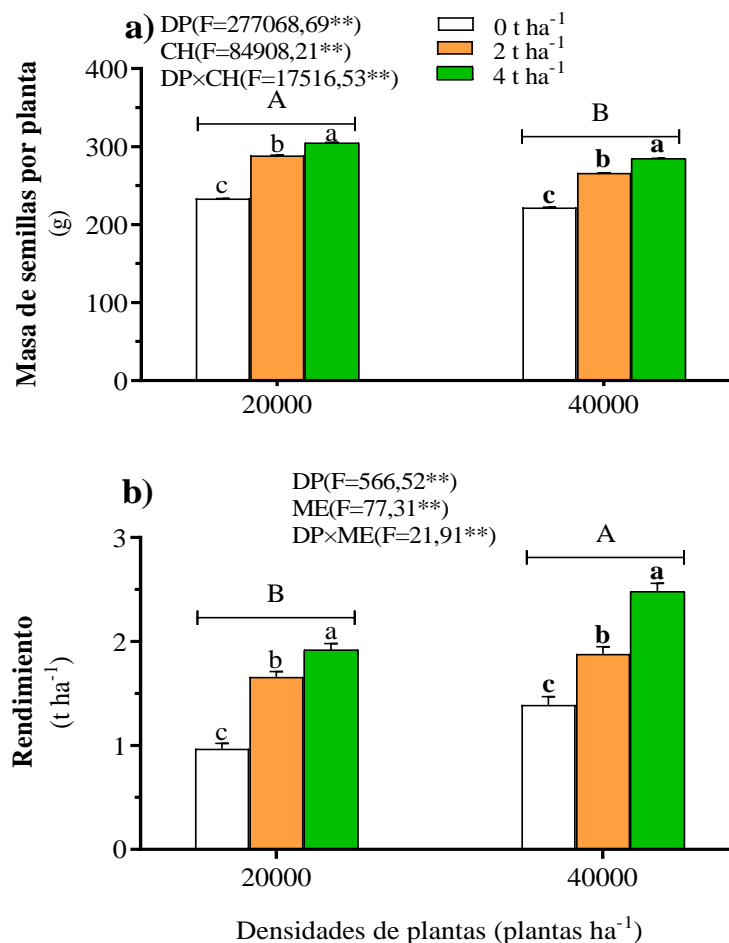 a) DP(F=277068,69**)
CH(F=84908,21**)
DP×CH(F=17516,53**)
0 t ha-1
2 t ha-1
4 t ha-1
Masa de semillas por planta
(g)
400
300
200
100
0
A
c
b
a
B
c
b
a
20000
40000
b) DP(F=566,52**)
ME(F=77,31**)
DP×ME(F=21,91**)
Rendimiento
(t ha-1)
3
2
1
0
B
c
b
a
A
c
b
a
20000
40000
Densidades de plantas (plantas ha-1)